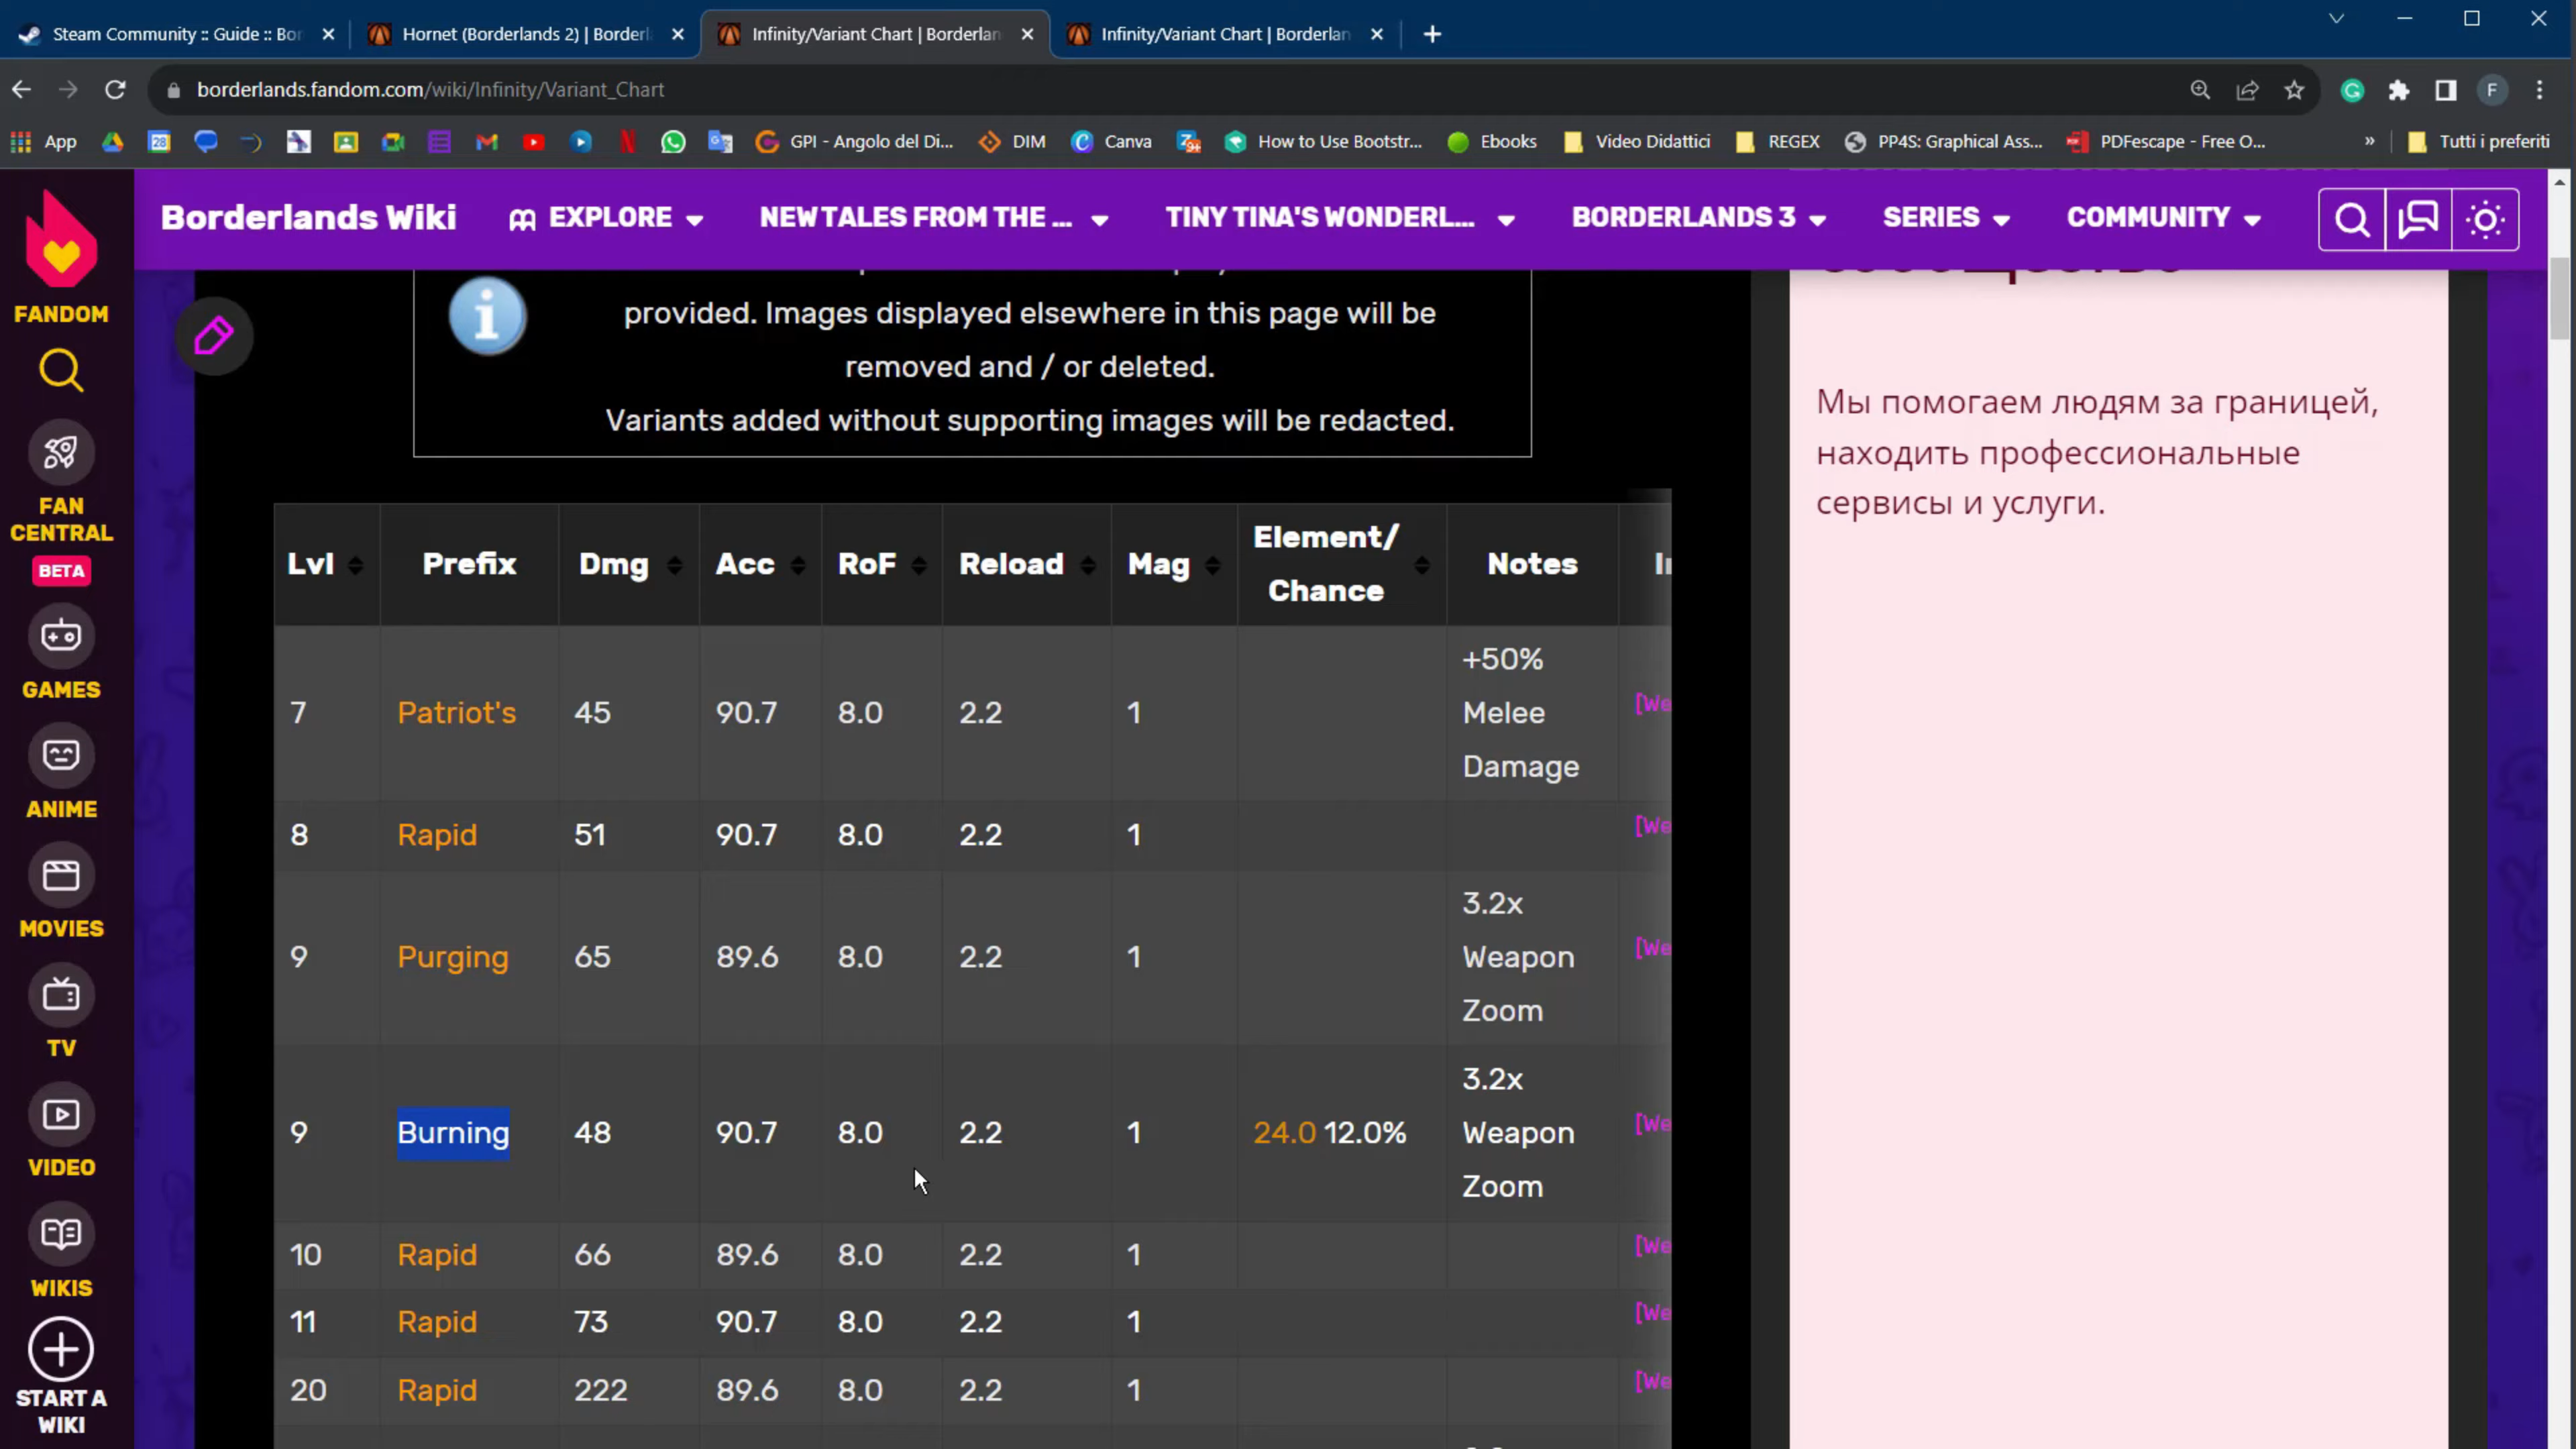 Steam Community :: Guide :: Bor
Hornet (Borderlands 2) | Borderl
Infinity/Variant Chart | Borderlan
Infinity/Variant Chart | Borderlan
borderlands.fandom.com/wiki/Infinity/Variant_Chart
F
App
28
GPI - Angolo del Di...
DIM
Canva
How to Use Bootstr...
Ebooks
Video Didattici
REGEX
PP4S: Graphical Ass...
PDFescape - Free O...
»
Tutti i preferiti
Borderlands Wiki
EXPLORE
NEW TALES FROM THE ...
TINY TINA'S WONDERL...
BORDERLANDS 3
SERIES
COMMUNITY
FANDOM
FAN
CENTRAL
BETA
GAMES
ANIME
MOVIES
TV
VIDEO
WIKIS
START A
WIKI
provided. Images displayed elsewhere in this page will be
removed and / or deleted.
Variants added without supporting images will be redacted.
Lvl Prefix Dmg Acc RoF Reload Mag Element/ Chance Notes
7 Patriot's 45 90.7 8.0 2.2 1 +50% Melee Damage [We
8 Rapid 51 90.7 8.0 2.2 1 [We
9 Purging 65 89.6 8.0 2.2 1 3.2x Weapon Zoom [We
9 Burning 48 90.7 8.0 2.2 1 24.0 12.0% 3.2x Weapon Zoom [We
10 Rapid 66 89.6 8.0 2.2 1 [We
11 Rapid 73 90.7 8.0 2.2 1 [We
20 Rapid 222 89.6 8.0 2.2 1 [We
Мы помогаем людям за границей,
находить профессиональные
сервисы и услуги.